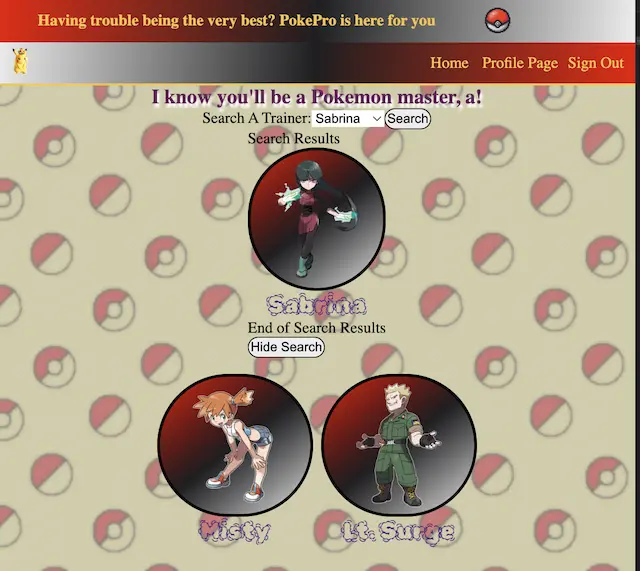 Having trouble being the very best? PokePro is here for you
Home Profile Page Sign Out
I know you'll be a Pokemon master, a!
Search A Trainer: Sabrina Search
Search Results
Sabrina
End of Search Results
Hide Search
Misty Lt. Surge